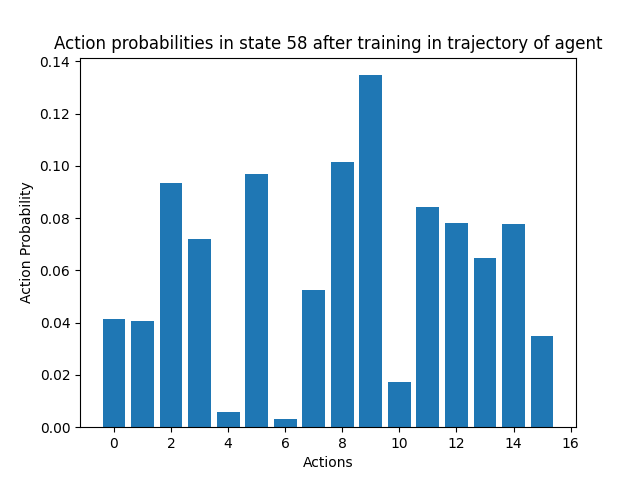 Action probabilities in state 58 after training in trajectory of agent
0.14
0.12
0.10
0.08
0.06
0.04
0.02
0.00
Action Probability
0 2 4 6 8 10 12 14 16
Actions